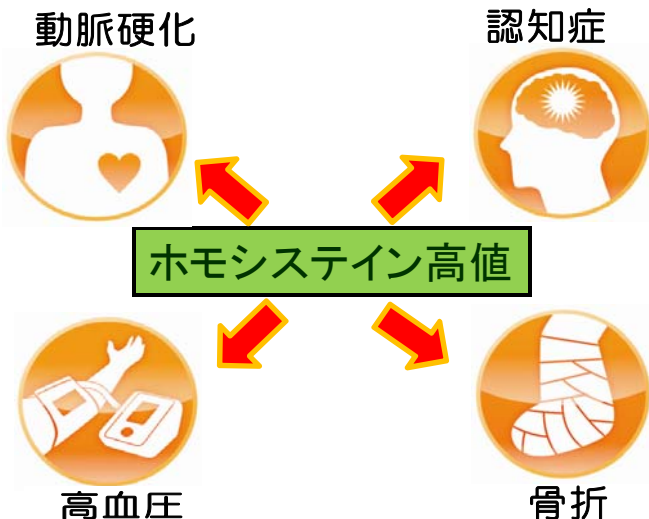 動脈硬化
認知症
ホモシステイン高値
高血圧
骨折